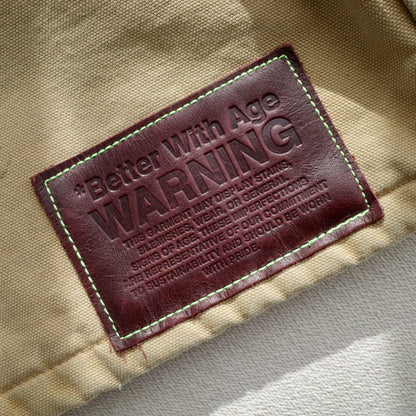 *Better With Age
WARNING
THIS GARMENT MAY DISPLAY STAINS,
BLEMISHES, WEAR, OR GENERAL
SIGNS OF AGE. THESE IMPERFECTIONS
ARE REPRESENTATIVE OF OUR COMMITMENT
TO SUSTAINABILITY AND SHOULD BE WORN
WITH PRIDE.